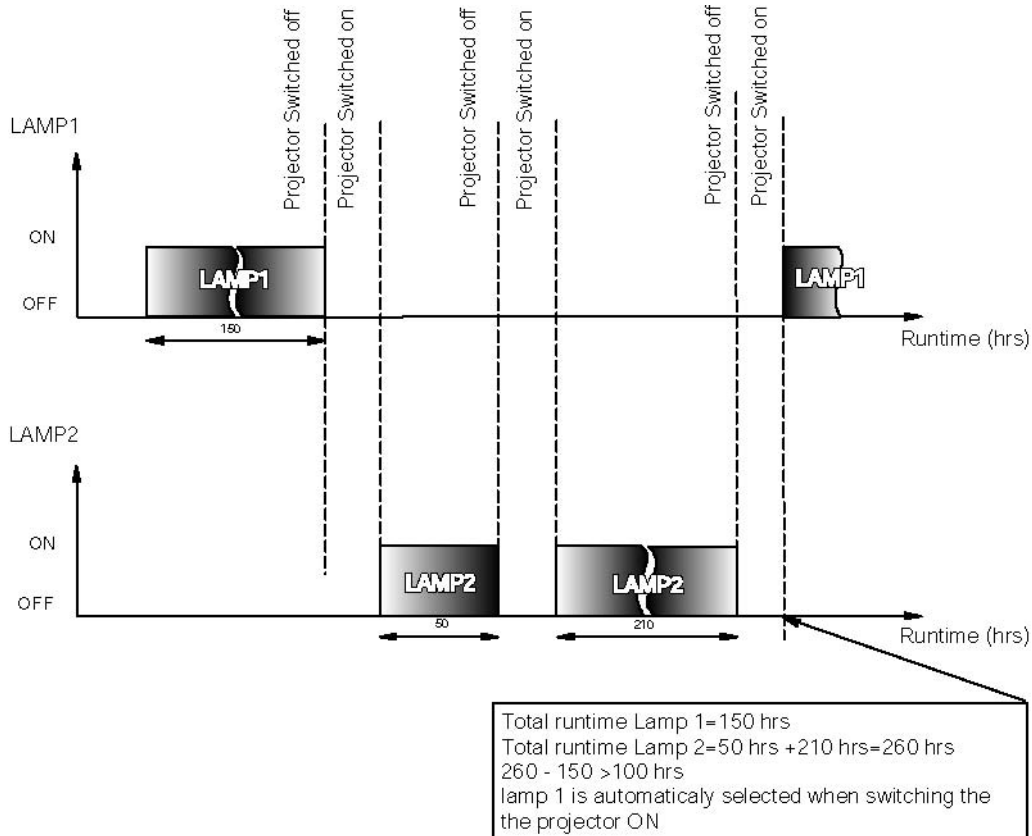 Projector Switched off
Projector Switched on
Projector Switched off
Projector Switched on
Projector Switched off
Projector Switched on
LAMP1
ON
OFF
LAMP1
LAMP1
150
Runtime (hrs)
LAMP2
ON
OFF
LAMP2
LAMP2
50
210
Runtime (hrs)
Total runtime Lamp 1=150 hrs
Total runtime Lamp 2=50 hrs +210 hrs=260 hrs
260 - 150 >100 hrs
lamp 1 is automaticaly selected when switching the
the projector ON